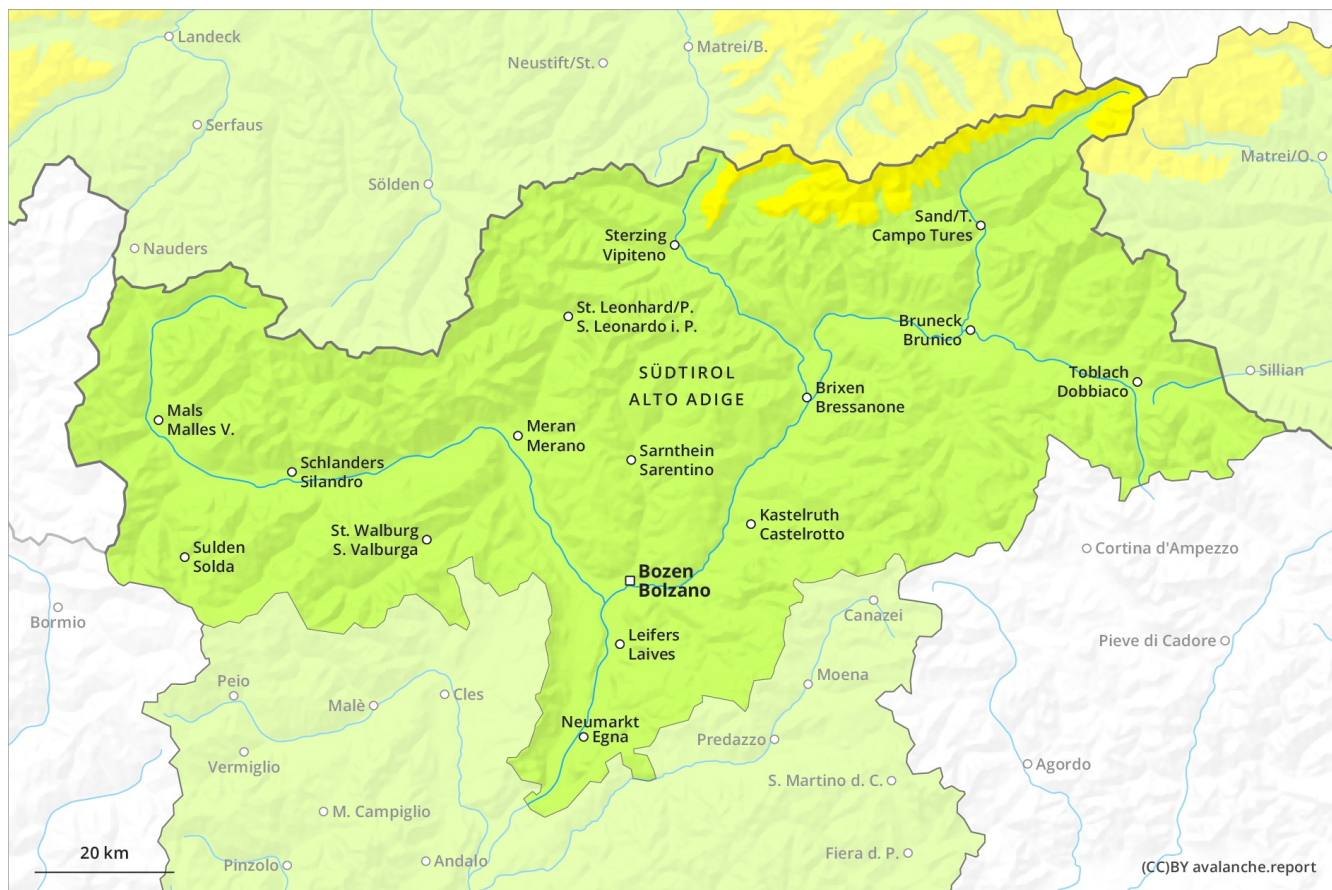 Landeck
Matrei/B.
Neustift/St.
Serfaus
Matrei/O.
Sölden
Sand/T.
Campo Tures
Sterzing
Vipiteno
Nauders
St. Leonhard/P.
S. Leonardo i. P.
Bruneck
Brunico
SÜDTIROL
ALTO ADIGE
Toblach
Dobbiaco
Sillian
Brixen
Bressanone
Mals
Malles V.
Meran
Merano
Sarnthein
Sarentino
Schlanders
Silandro
Kastelruth
Castelrotto
St. Walburg
S. Valburga
Sulden
Solda
Cortina d'Ampezzo
Bozen
Bolzano
Bormio
Canazei
Leifers
Laives
Pieve di Cadore
Peio
Moena
Malè
Cles
Neumarkt
Egna
Predazzo
Vermiglio
Agordo
S. Martino d. C.
M. Campiglio
20 km
Pinzolo
Andalo
Fiera d. P.
(CC)BY avalanche.report